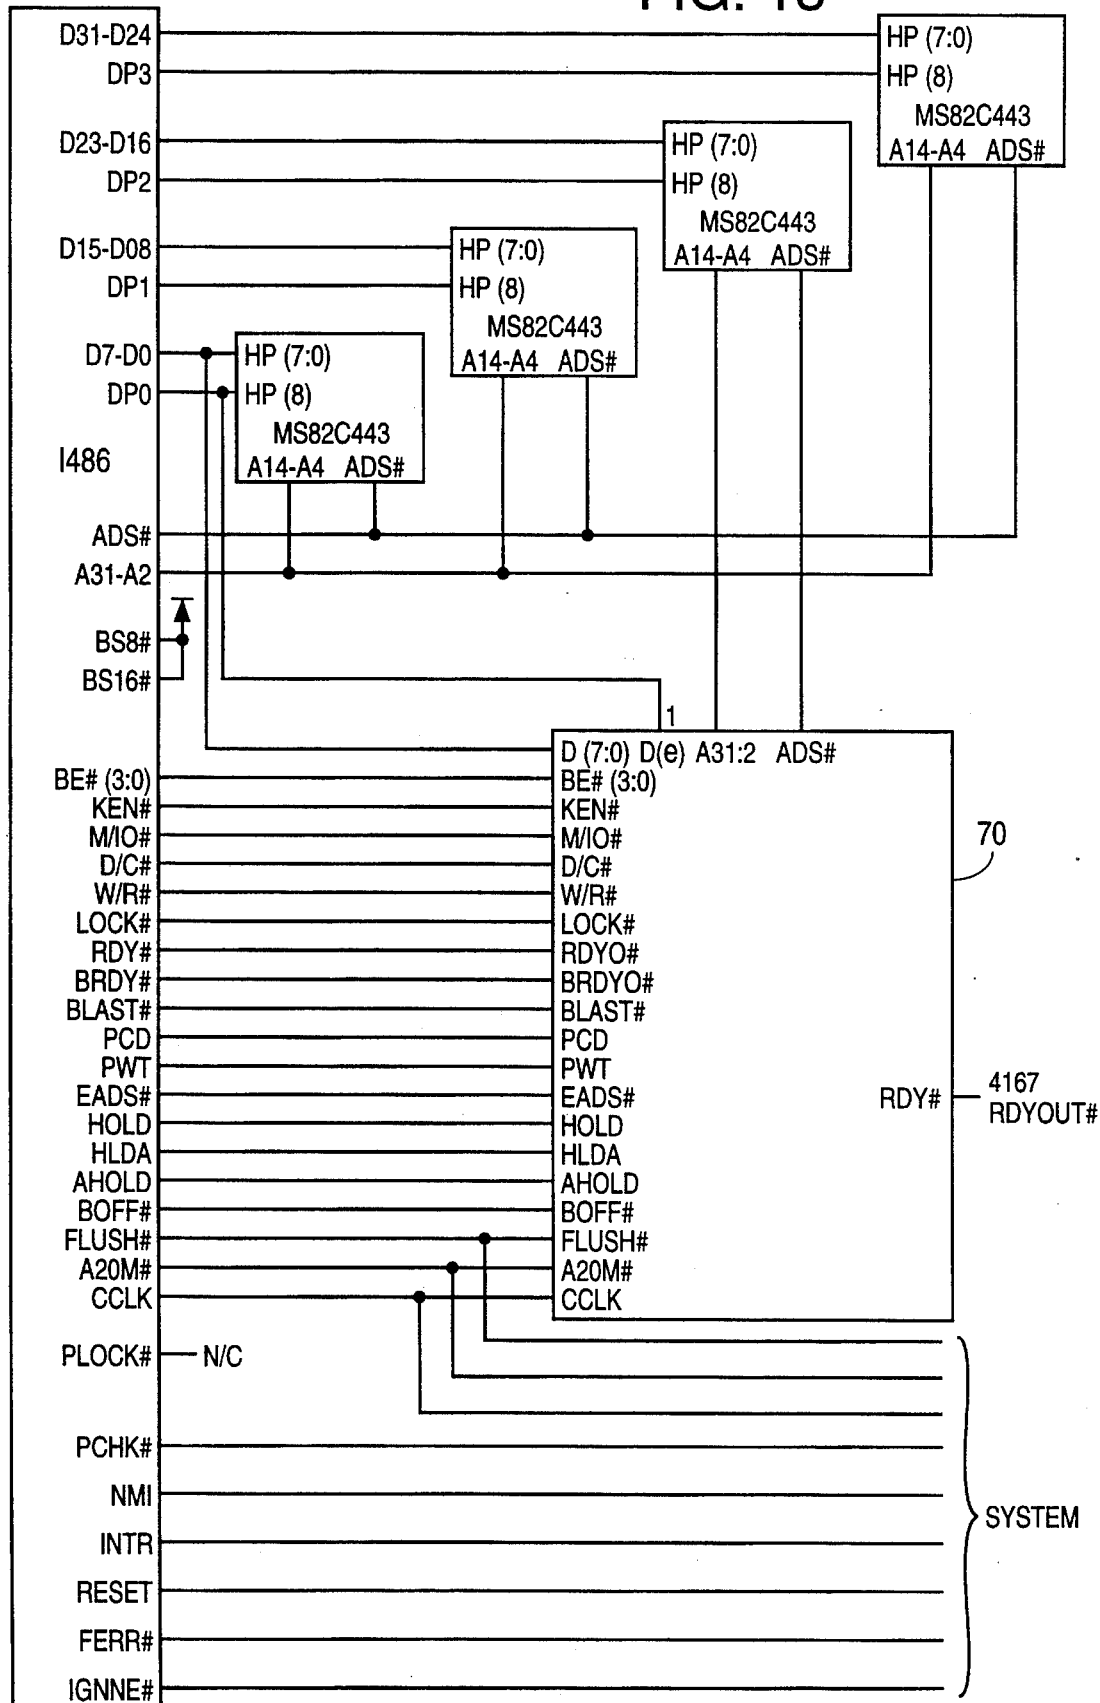 FIG. 18
D31-D24
DP3
D23-D16
DP2
D15-D08
DP1
D7-D0
DP0
I486
ADS#
A31-A2
BS8#
BS16#
BE# (3:0)
KEN#
M/IO#
D/C#
W/R#
LOCK#
RDY#
BRDY#
BLAST#
PCD
PWT
EADS#
HOLD
HLDA
AHOLD
BOFF#
FLUSH#
A20M#
CCLK
PLOCK#
N/C
PCHK#
NMI
INTR
RESET
FERR#
IGNNE#
HP (7:0)
HP (8)
MS82C443
A14-A4 ADS#
HP (7:0)
HP (8)
MS82C443
A14-A4 ADS#
HP (7:0)
HP (8)
MS82C443
A14-A4 ADS#
HP (7:0)
HP (8)
MS82C443
A14-A4 ADS#
1
D (7:0) D(e) A31:2 ADS#
BE# (3:0)
KEN#
M/IO#
D/C#
W/R#
LOCK#
RDYO#
BRDYO#
BLAST#
PCD
PWT
EADS#
HOLD
HLDA
AHOLD
BOFF#
FLUSH#
A20M#
CCLK
70
RDY#
4167
RDYOUT#
SYSTEM